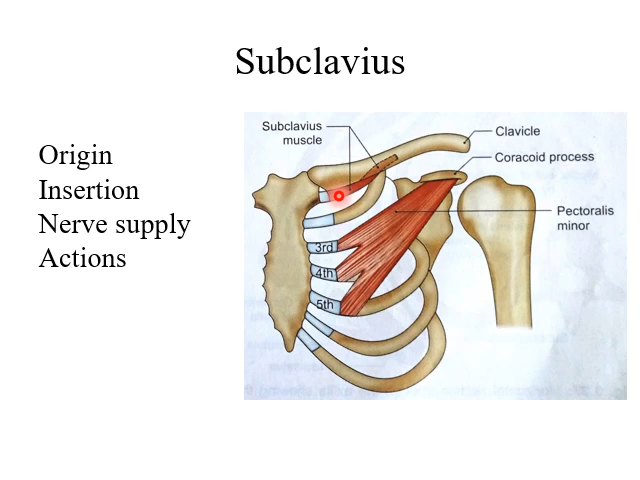 Subclavius
Origin
Insertion
Nerve supply
Actions
Subclavius
muscle
Clavicle
Coracoid process
Pectoralis
minor
3rd
4th
5th